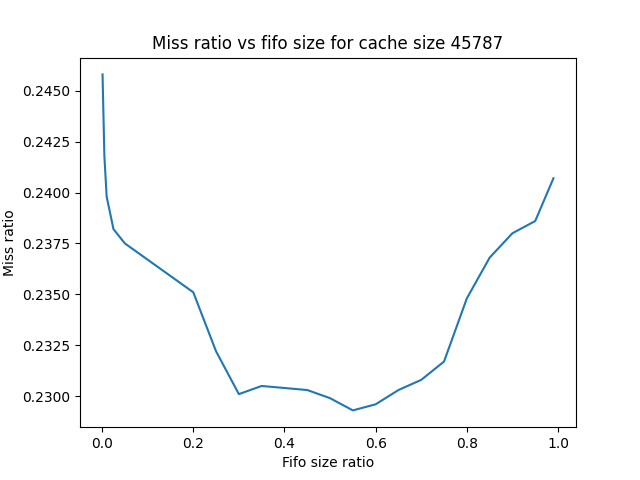 Miss ratio vs fifo size for cache size 45787
0.2450
0.2425
0.2400
0.2375
0.2350
0.2325
0.2300
Miss ratio
0.0 0.2 0.4 0.6 0.8 1.0
Fifo size ratio